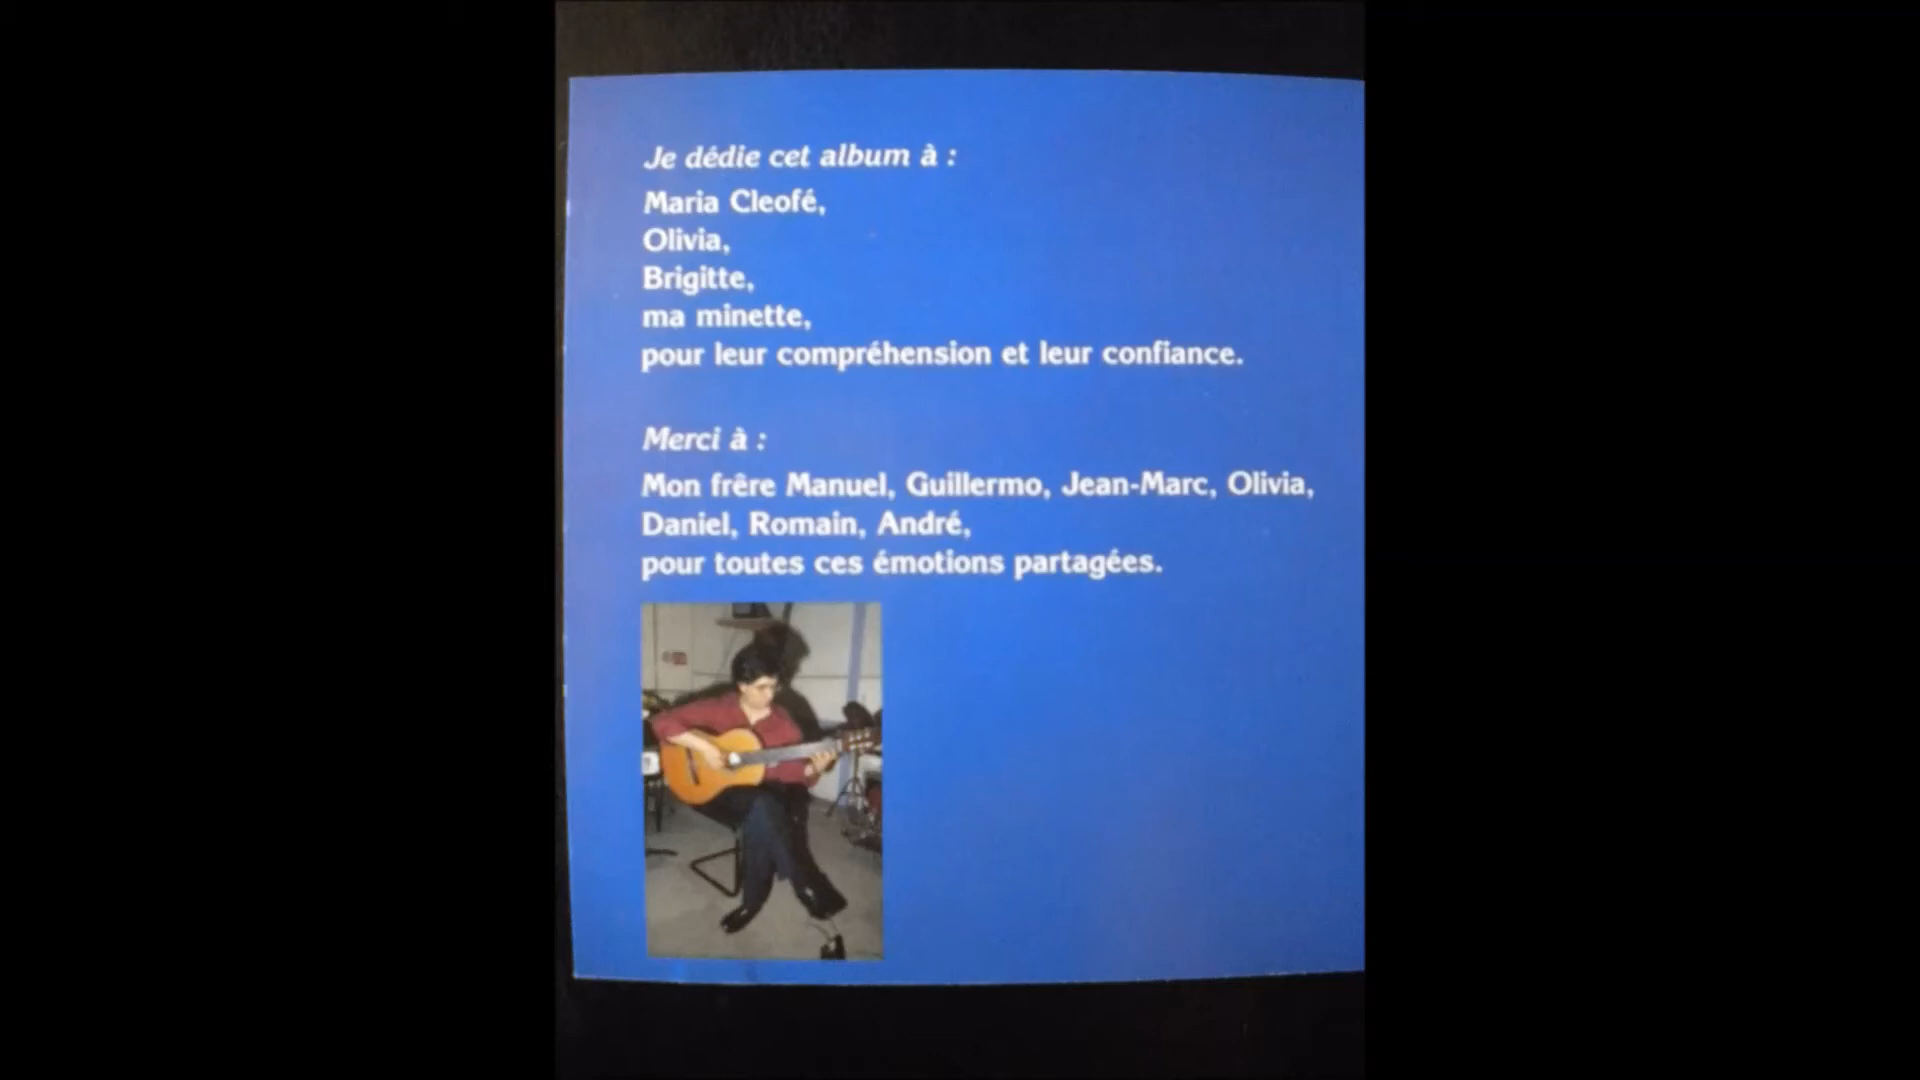 Je dédie cet album à :
Maria Cleofé,
Olivia,
Brigitte,
ma minette,
pour leur compréhension et leur confiance.
Merci à :
Mon frêre Manuel, Guillermo, Jean-Marc, Olivia,
Daniel, Romain, André,
pour toutes ces émotions partagées.